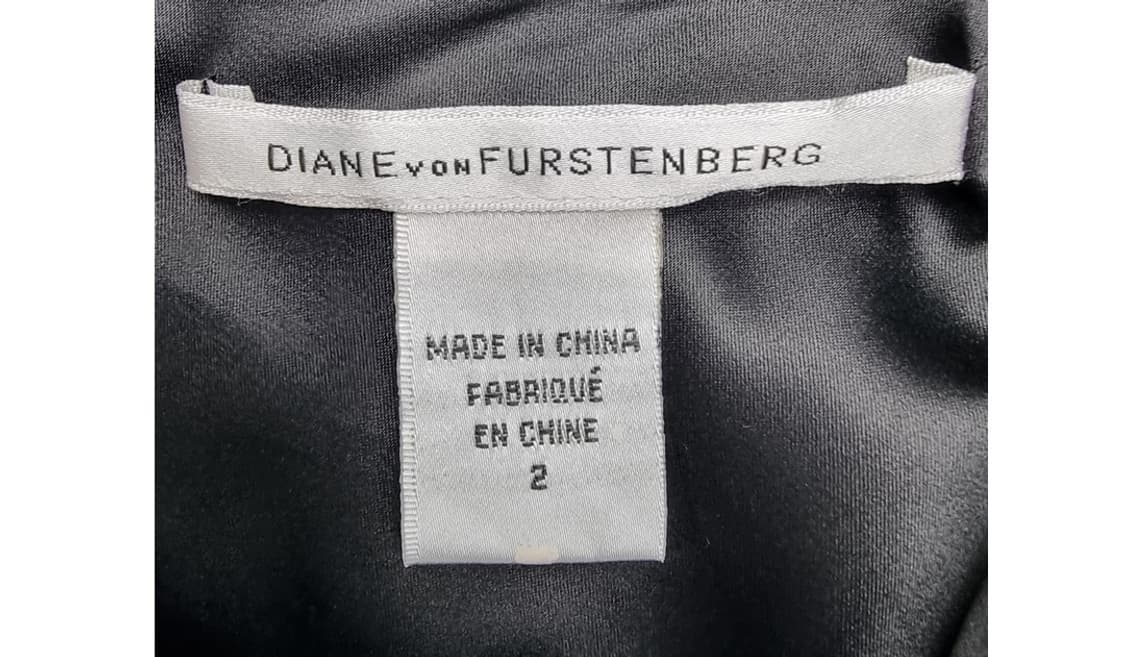 DIANE VON FURSTENBERG
MADE IN CHINA
FABRIQUÉ
EN CHINE
2